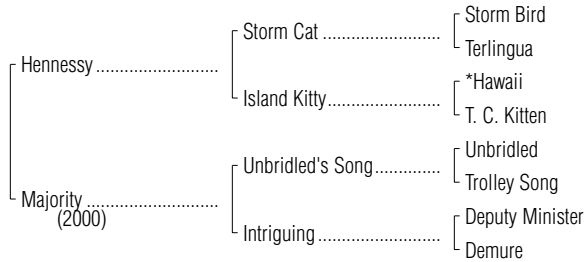 Storm Bird
Storm Cat ........................
Terlingua
Hennessy ..........................
*Hawaii
Island Kitty........................
T. C. Kitten
Unbridled
Unbridled's Song..............
Trolley Song
Majority ............................
(2000)
Deputy Minister
Intriguing..........................
Demure